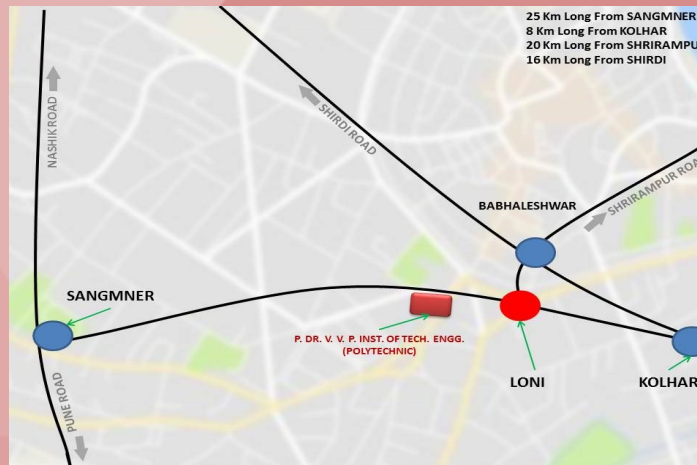 25 Km Long From SANGMNER
8 Km Long From KOLHAR
20 Km Long From SHRIRAMPU
16 Km Long From SHIRDI
NASHIK ROAD
SHIRDI ROAD
BABHALESHWAR
SHRIRAMPUR ROA
SANGMNER
P. DR. V. V. P. INST. OF TECH. ENGG.
(POLYTECHNIC)
LONI
KOLHAR
PUNE ROAD